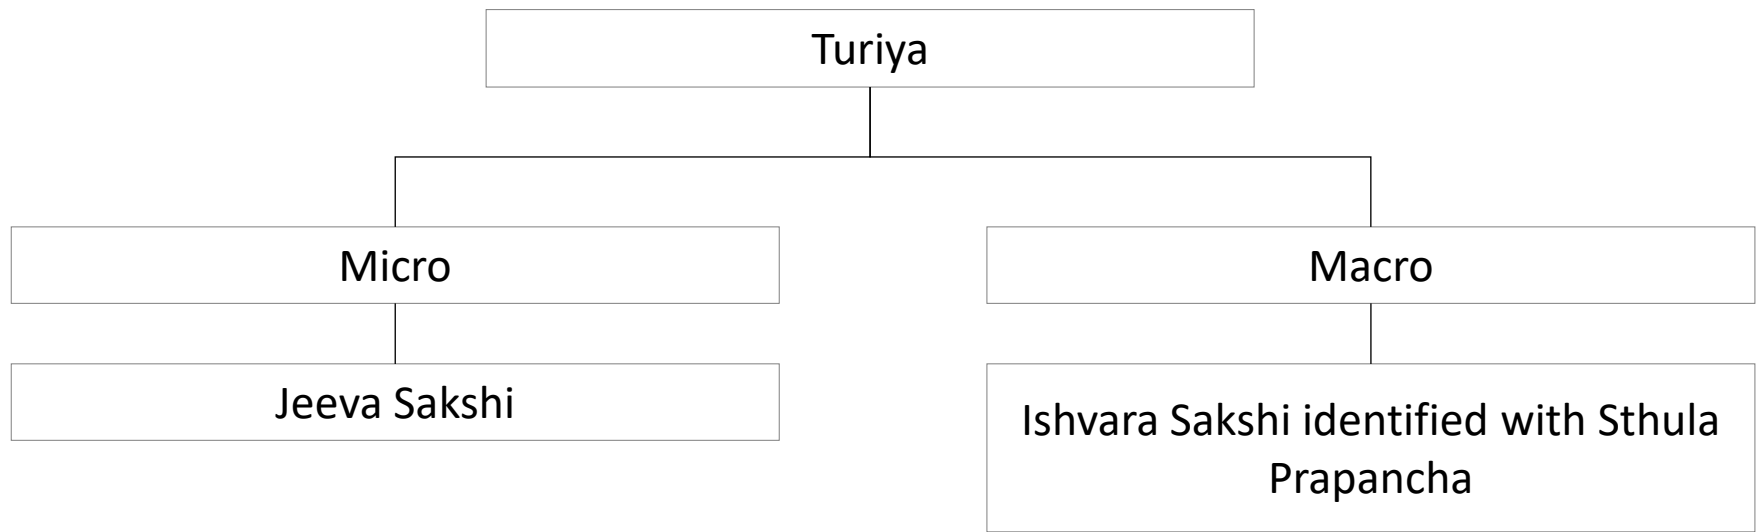 Turiya
Micro
Macro
Jeeva Sakshi
Ishvara Sakshi identified with Sthula
Prapancha